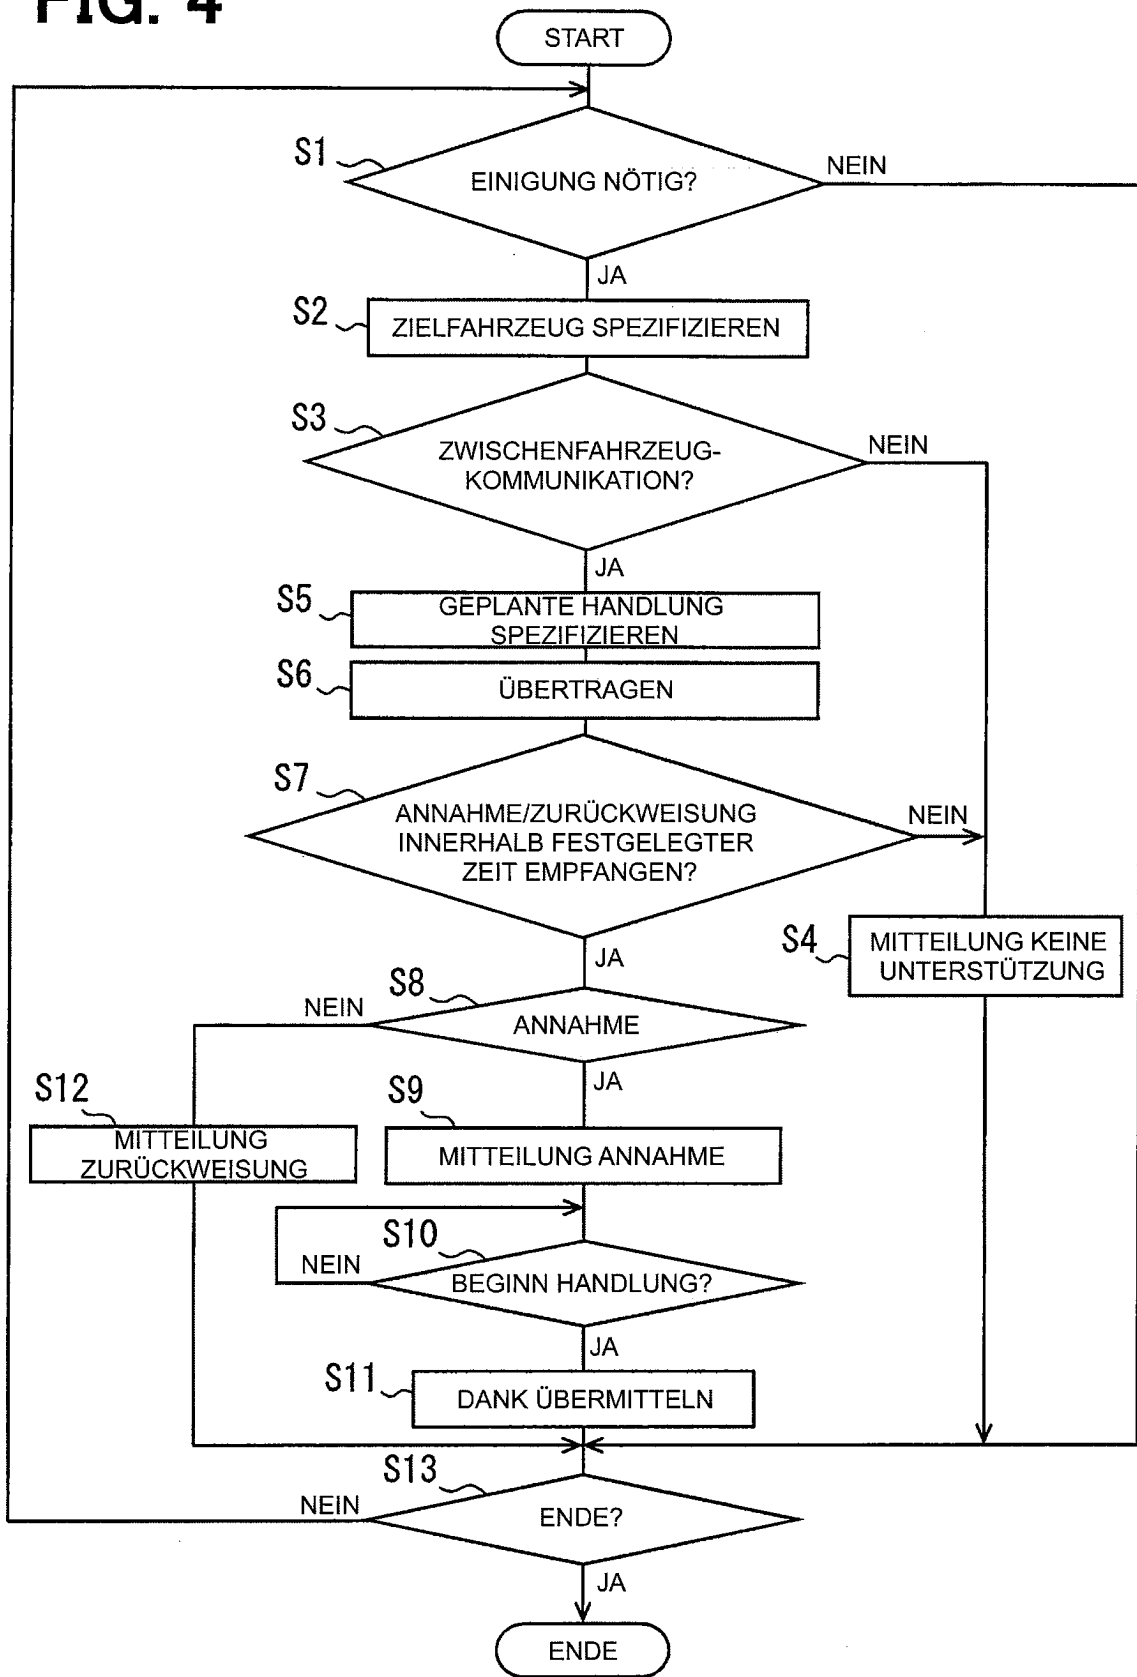 FIG. 4
START
S1
EINIGUNG NÖTIG?
NEIN
JA
S2
ZIELFAHRZEUG SPEZIFIZIEREN
S3
ZWISCHENFAHRZEUG-
KOMMUNIKATION?
NEIN
JA
S5
GEPLANTE HANDLUNG
SPEZIFIZIEREN
S6
ÜBERTRAGEN
S7
ANNAHME/ZURÜCKWEISUNG
INNERHALB FESTGELEGTER
ZEIT EMPFANGEN?
NEIN
JA
S4
MITTEILUNG KEINE
UNTERSTÜTZUNG
S8
NEIN
ANNAHME
JA
S12
MITTEILUNG
ZURÜCKWEISUNG
S9
MITTEILUNG ANNAHME
S10
NEIN
BEGINN HANDLUNG?
JA
S11
DANK ÜBERMITTELN
S13
NEIN
ENDE?
JA
ENDE